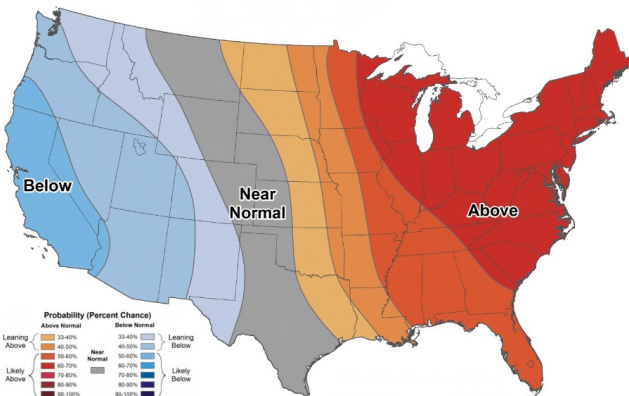 Below
Near
Normal
Above
Probability (Percent Chance)
Above Normal
Below Normal
Leaning
Above
33-40%
40-50%
33-40%
40-50%
Leaning
Below
Likely
Above
50-60%
60-70%
70-80%
80-90%
90-100%
Near
Normal
50-60%
60-70%
70-80%
80-90%
90-100%
Likely
Below